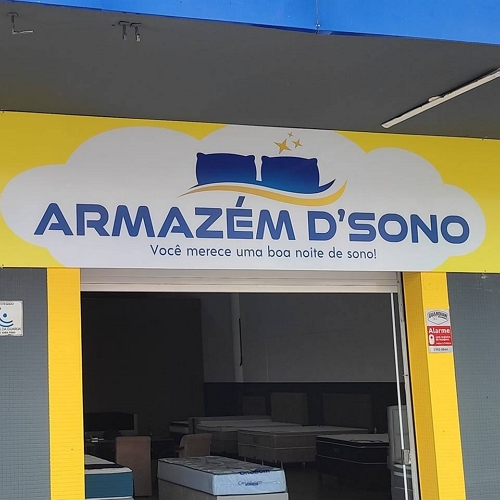 ARMAZÉM D'SONO
Você merece uma boa noite de sono!
Alarme